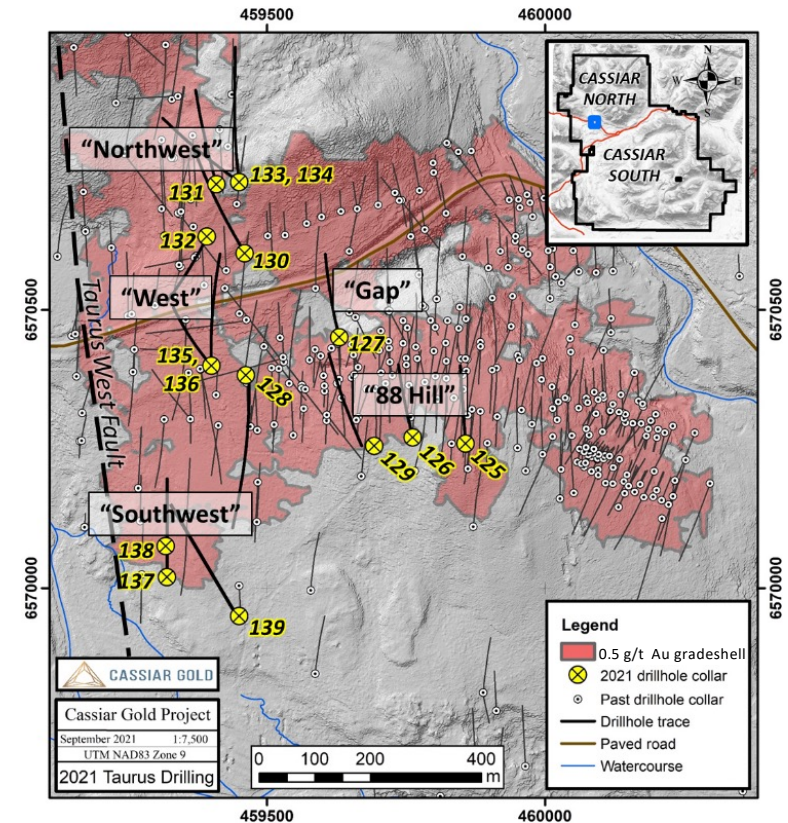 459500
460000
CASSIAR
NORTH
N
W
E
S
CASSIAR
SOUTH
"Northwest"
133, 134
131
132
130
6570500
6570500
"West"
"Gap"
Taurus West Fault
127
135,
136
128
"88 Hill"
129
126
125
"Southwest"
138
137
139
6570000
6570000
Legend
0.5 g/t Au gradeshell
2021 drillhole collar
Past drillhole collar
Drillhole trace
Paved road
Watercourse
CASSIAR GOLD
Cassiar Gold Project
September 2021 1:7,500
UTM NAD83 Zone 9
2021 Taurus Drilling
0 100 200 400
m
459500
460000